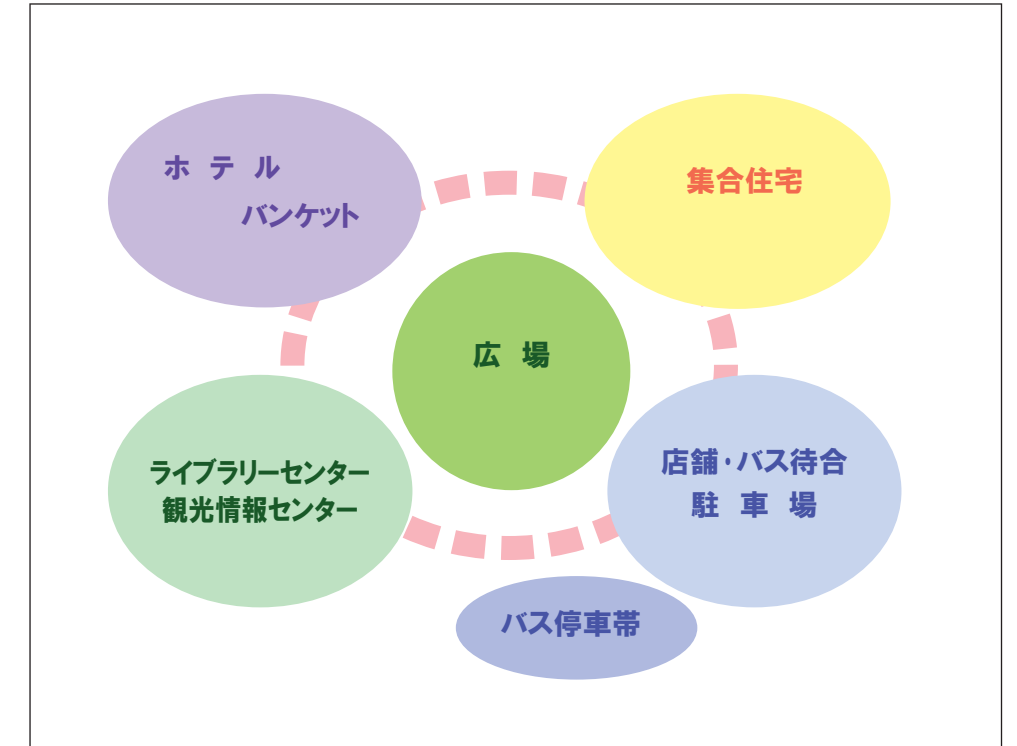 ホ テ ル
バンケット
集合住宅
広 場
ライブラリーセンター
観光情報センター
店舗・バス待合
駐 車 場
バス停車帯